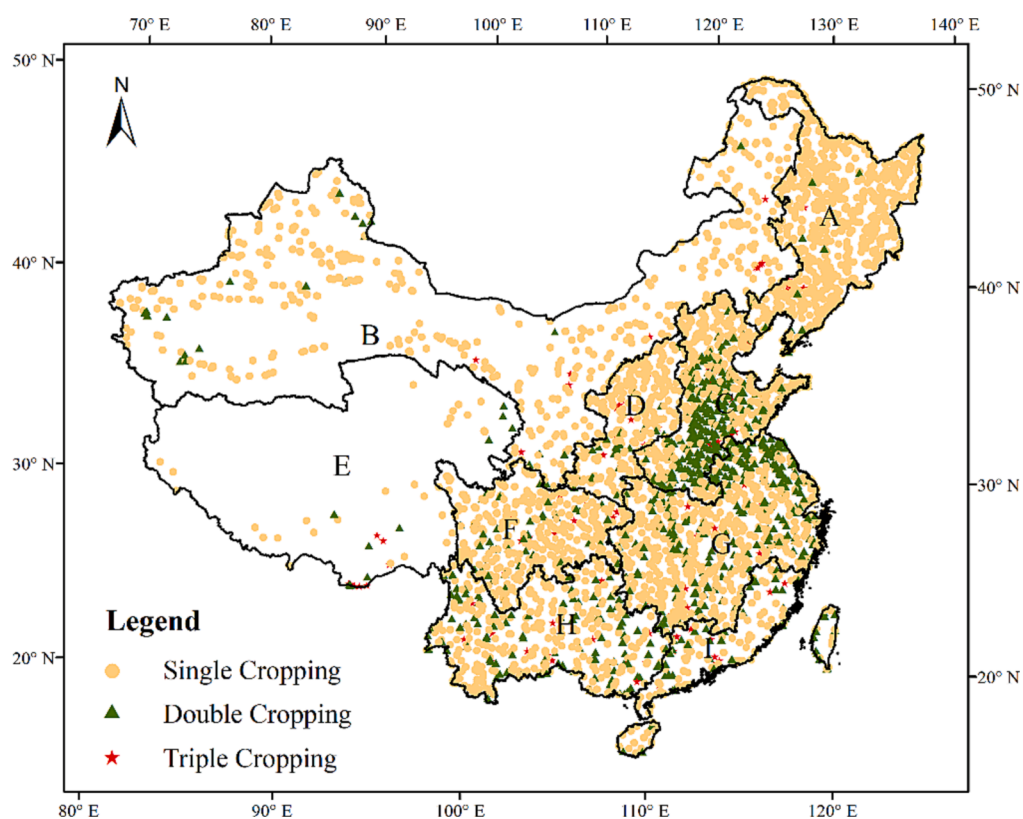 70° E 80° E 90° E 100° E 110° E 120° E 130° E 140° E
50° N
50° N
N
A
40° N
40° N
B
C
D
E
30° N
30° N
F
G
H
Legend
20° N
20° N
Single Cropping
Double Cropping
Triple Cropping
80° E 90° E 100° E 110° E 120° E